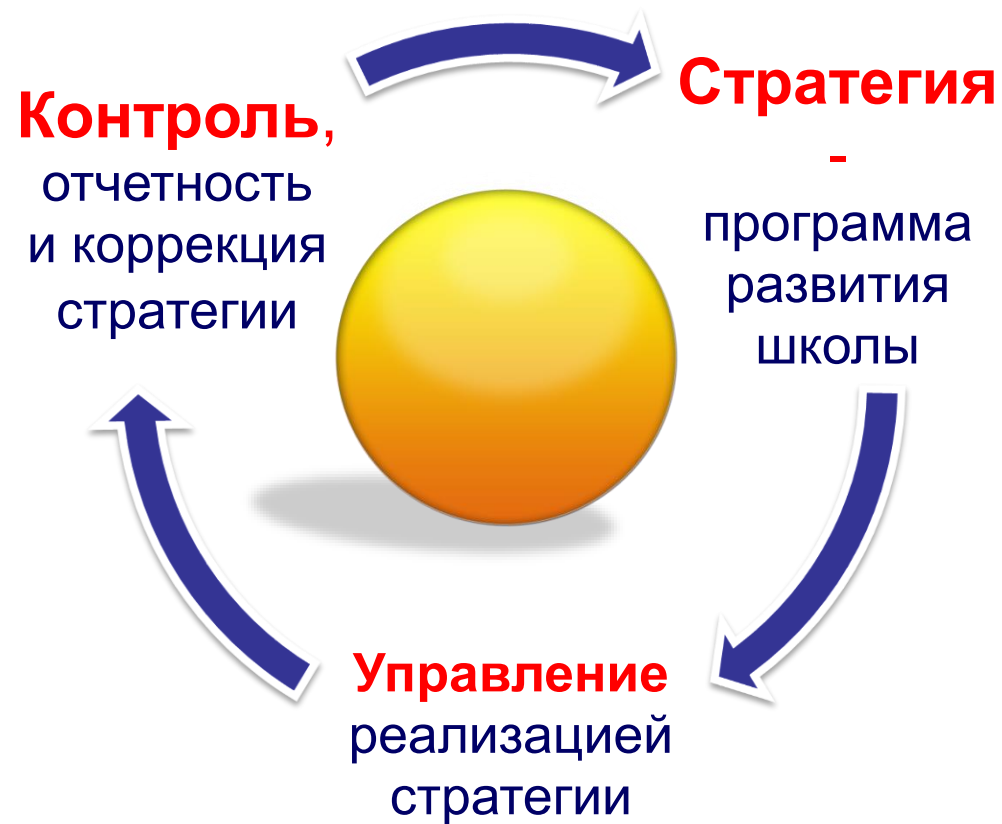 Контроль,
отчетность
и коррекция
стратегии
Стратегия
-
программа
развития
школы
Управление
реализацией
стратегии